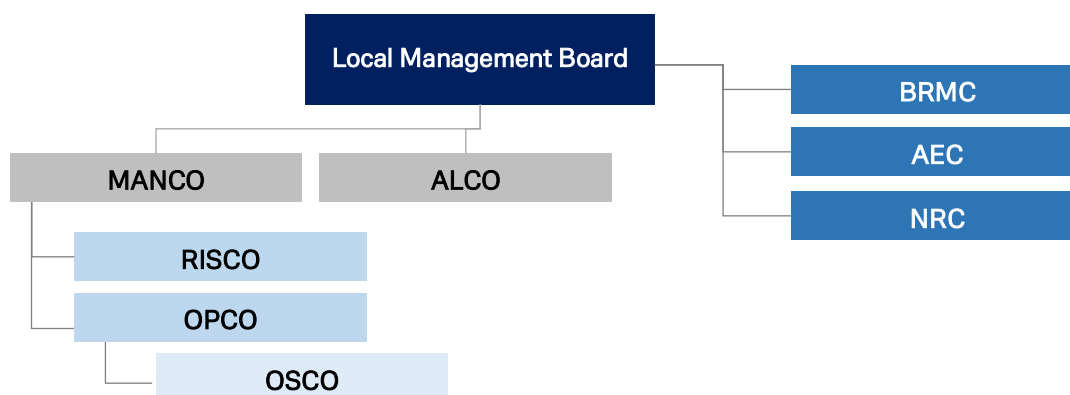 Local Management Board
BRMC
AEC
MANCO
ALCO
NRC
RISCO
OPCO
OSCO